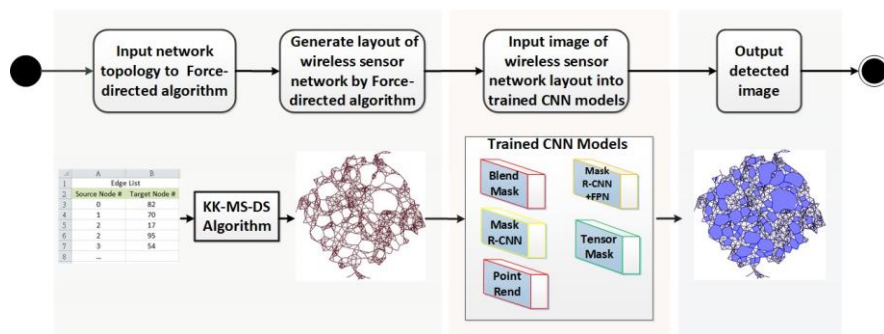 Input network
topology to Force-
directed algorithm
Generate layout of
wireless sensor
network by Force-
directed algorithm
Input image of
wireless sensor
network layout into
trained CNN models
Output
detected
image
A B
1 Edge List
2 Source Node # Target Node #
3 0 82
4 1 70
5 2 17
6 2 95
7 3 54
8 ...
KK-MS-DS
Algorithm
Trained CNN Models
Blend
Mask
Mask
R-CNN
+FPN
Mask
R-CNN
Tensor
Mask
Point
Rend